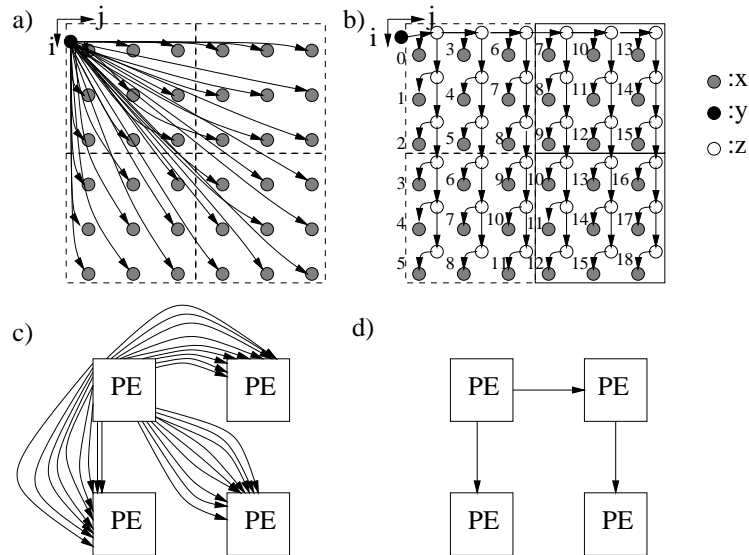 a)
j
i
b)
j
i
0 3 6 7 10 13
1 4 7 8 11 14
2 5 8 9 12 15
3 6 9 10 13 16
4 7 10 11 14 17
5 8 11 12 15 18
:x
:y
:z
c)
PE PE
PE PE
d)
PE PE
PE PE